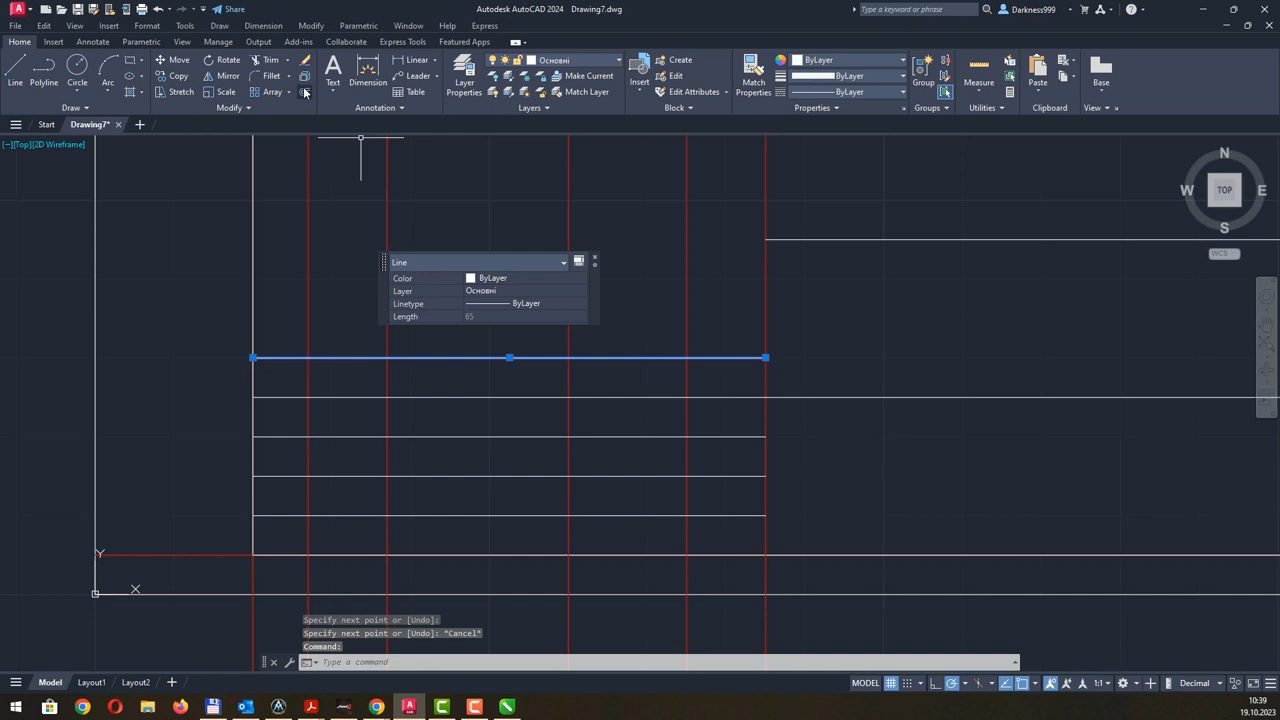 Share
Autodesk AutoCAD 2024 Drawing7.dwg
Type a keyword or phrase
Darkness999
File Edit View Insert Format Tools Draw Dimension Modify Parametric Window Help Express
Home Insert Annotate Parametric View Manage Output Add-ins Collaborate Express Tools Featured Apps
Line Polyline Circle Arc
Move Rotate Trim
Copy Mirror Fillet
Stretch Scale Array
Text Dimension
Linear
Leader
Table
Layer Properties
Основні
Make Current
Match Layer
Insert
Create
Edit
Edit Attributes
Match Properties
ByLayer
ByLayer
ByLayer
Group
Measure
Paste
Base
Draw Modify Annotation Layers Block Properties Groups Utilities Clipboard View
Start Drawing7*
[−][Top][2D Wireframe]
N
W TOP E
S
WCS
Line
Color ByLayer
Layer Основні
Linetype ByLayer
Length 65
Y
X
Specify next point or [Undo]:
Specify next point or [Undo]: *Cancel*
Command:
Type a command
Model Layout1 Layout2
MODEL 1:1 Decimal
10:39
19.10.2023